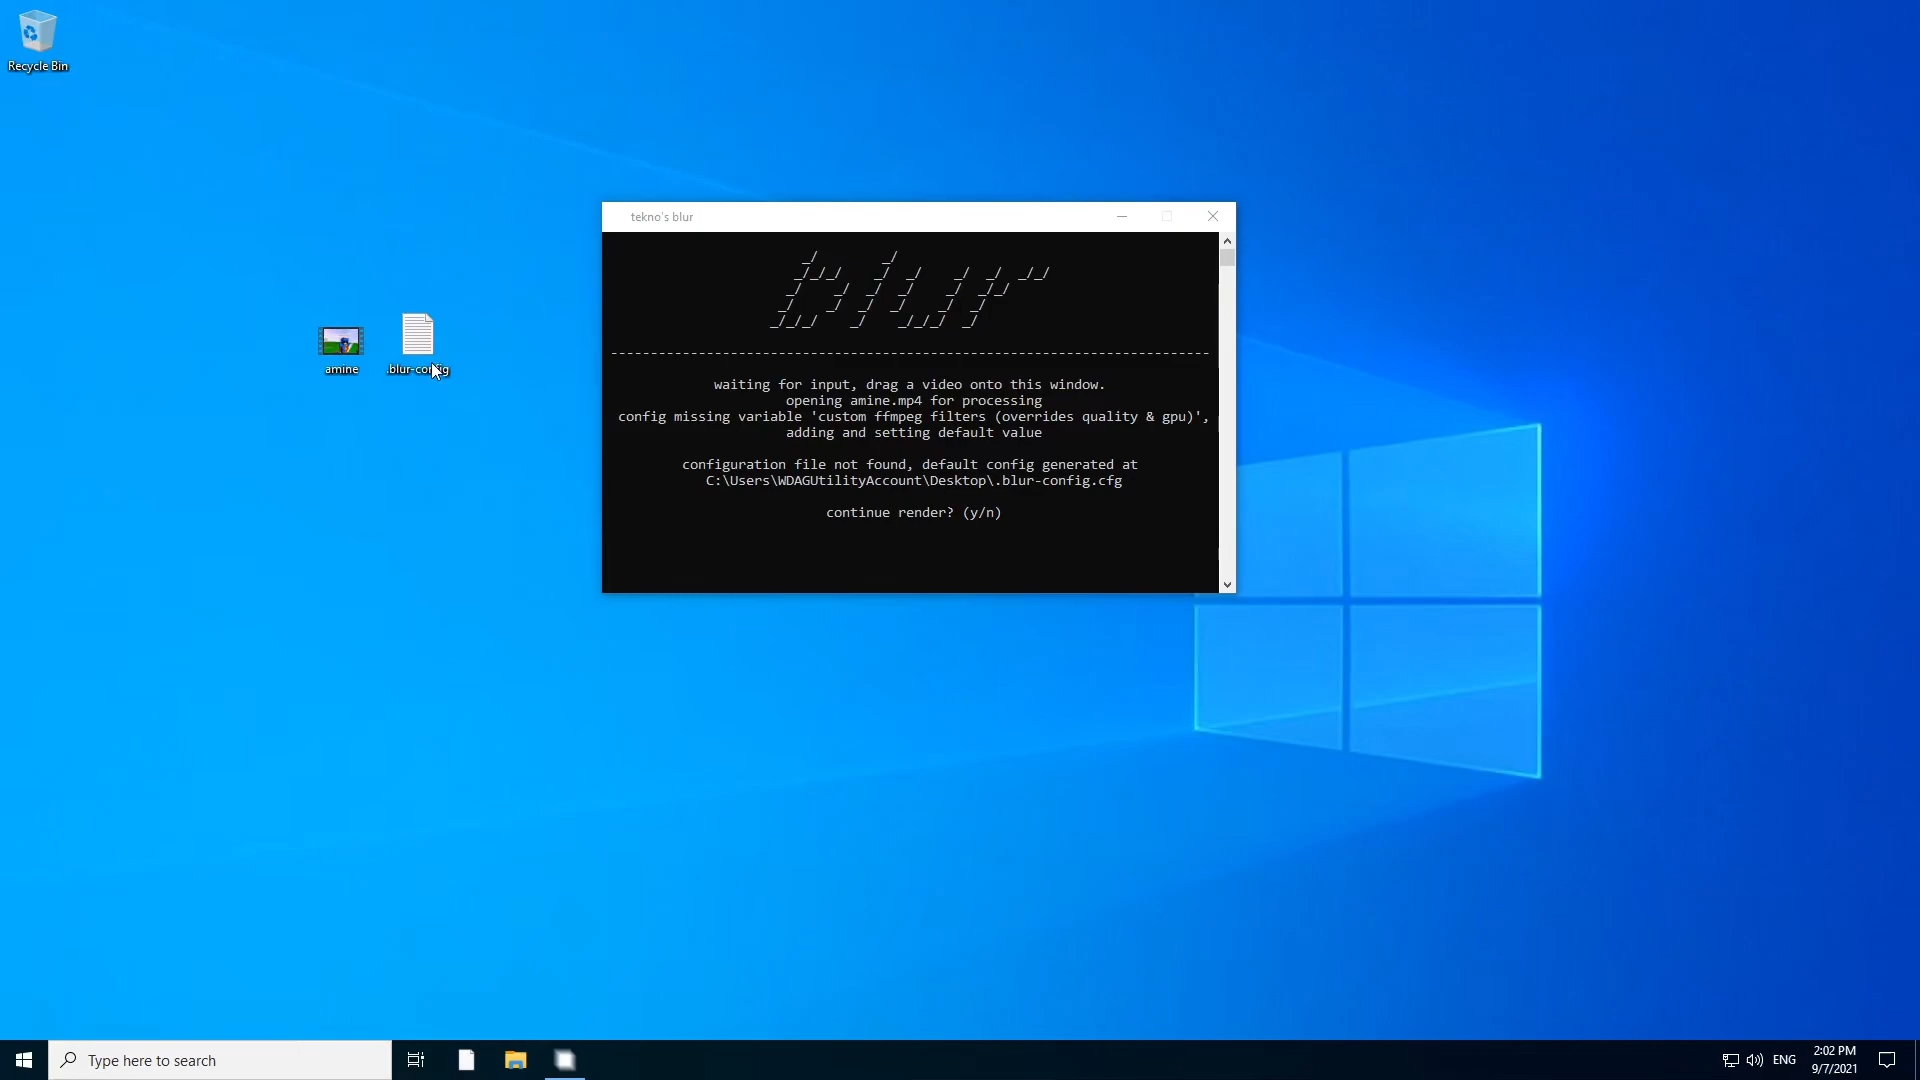 Recycle Bin
amine
.blur-config
tekno's blur
blur
--------------------------------------------------------------------------
waiting for input, drag a video onto this window.
opening amine.mp4 for processing
config missing variable 'custom ffmpeg filters (overrides quality & gpu)',
adding and setting default value
configuration file not found, default config generated at
C:\Users\WDAGUtilityAccount\Desktop\.blur-config.cfg
continue render? (y/n)
Type here to search
ENG
2:02 PM
9/7/2021